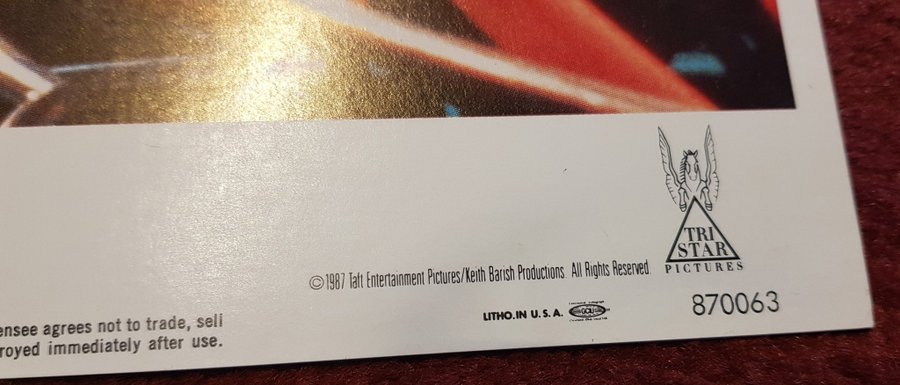 TRI
STAR
PICTURES
©1987 Taft Entertainment Pictures/Keith Barish Productions All Rights Reserved
LITHO.IN U.S.A.
GCIU
870063
ensee agrees not to trade, sell
royed immediately after use.